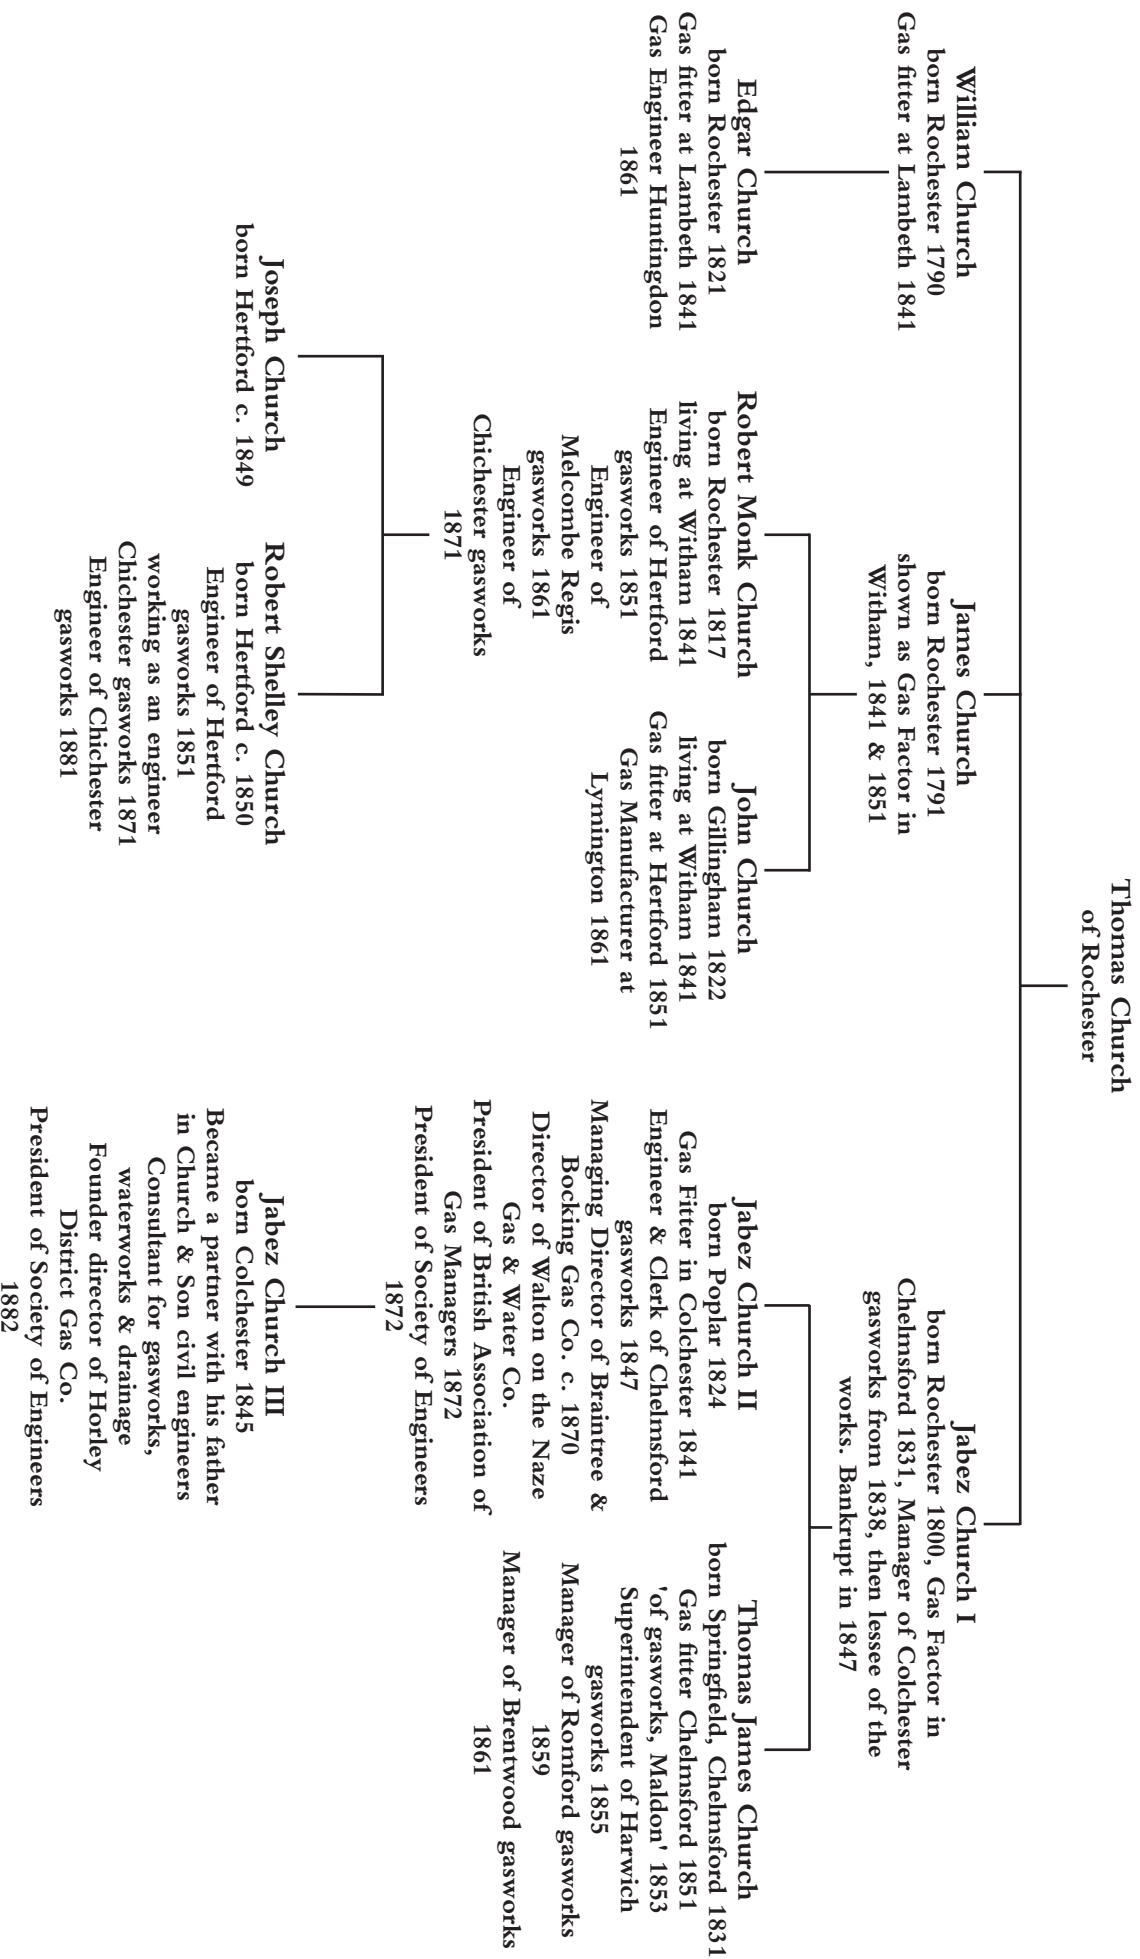 Thomas Church
of Rochester
William Church
born Rochester 1790
Gas fitter at Lambeth 1841
James Church
born Rochester 1791
shown as Gas Factor in
Witham, 1841 & 1851
Jabez Church I
born Rochester 1800, Gas Factor in
Chelmsford 1831, Manager of Colchester
gasworks from 1838, then lessee of the
works. Bankrupt in 1847
Edgar Church
born Rochester 1821
Gas fitter at Lambeth 1841
Gas Engineer Huntingdon
1861
Robert Monk Church
born Rochester 1817
living at Witham 1841
Engineer of Hertford
gasworks 1851
Engineer of
Melcombe Regis
gasworks 1861
Engineer of
Chichester gasworks
1871
John Church
born Gillingham 1822
living at Witham 1841
Gas fitter at Hertford 1851
Gas Manufacturer at
Lymington 1861
Jabez Church II
born Poplar 1824
Gas Fitter in Colchester 1841
Engineer & Clerk of Chelmsford
gasworks 1847
Managing Director of Braintree &
Bocking Gas Co. c. 1870
Director of Walton on the Naze
Gas & Water Co.
President of British Association of
Gas Managers 1872
President of Society of Engineers
1872
Thomas James Church
born Springfield, Chelmsford 1831
Gas fitter Chelmsford 1851
'of gasworks, Maldon' 1853
Superintendent of Harwich
gasworks 1855
Manager of Romford gasworks
1859
Manager of Brentwood gasworks
1861
Joseph Church
born Hertford c. 1849
Robert Shelley Church
born Hertford c. 1850
Engineer of Hertford
gasworks 1851
working as an engineer
Chichester gasworks 1871
Engineer of Chichester
gasworks 1881
Jabez Church III
born Colchester 1845
Became a partner with his father
in Church & Son civil engineers
Consultant for gasworks,
waterworks & drainage
Founder director of Horley
District Gas Co.
President of Society of Engineers
1882